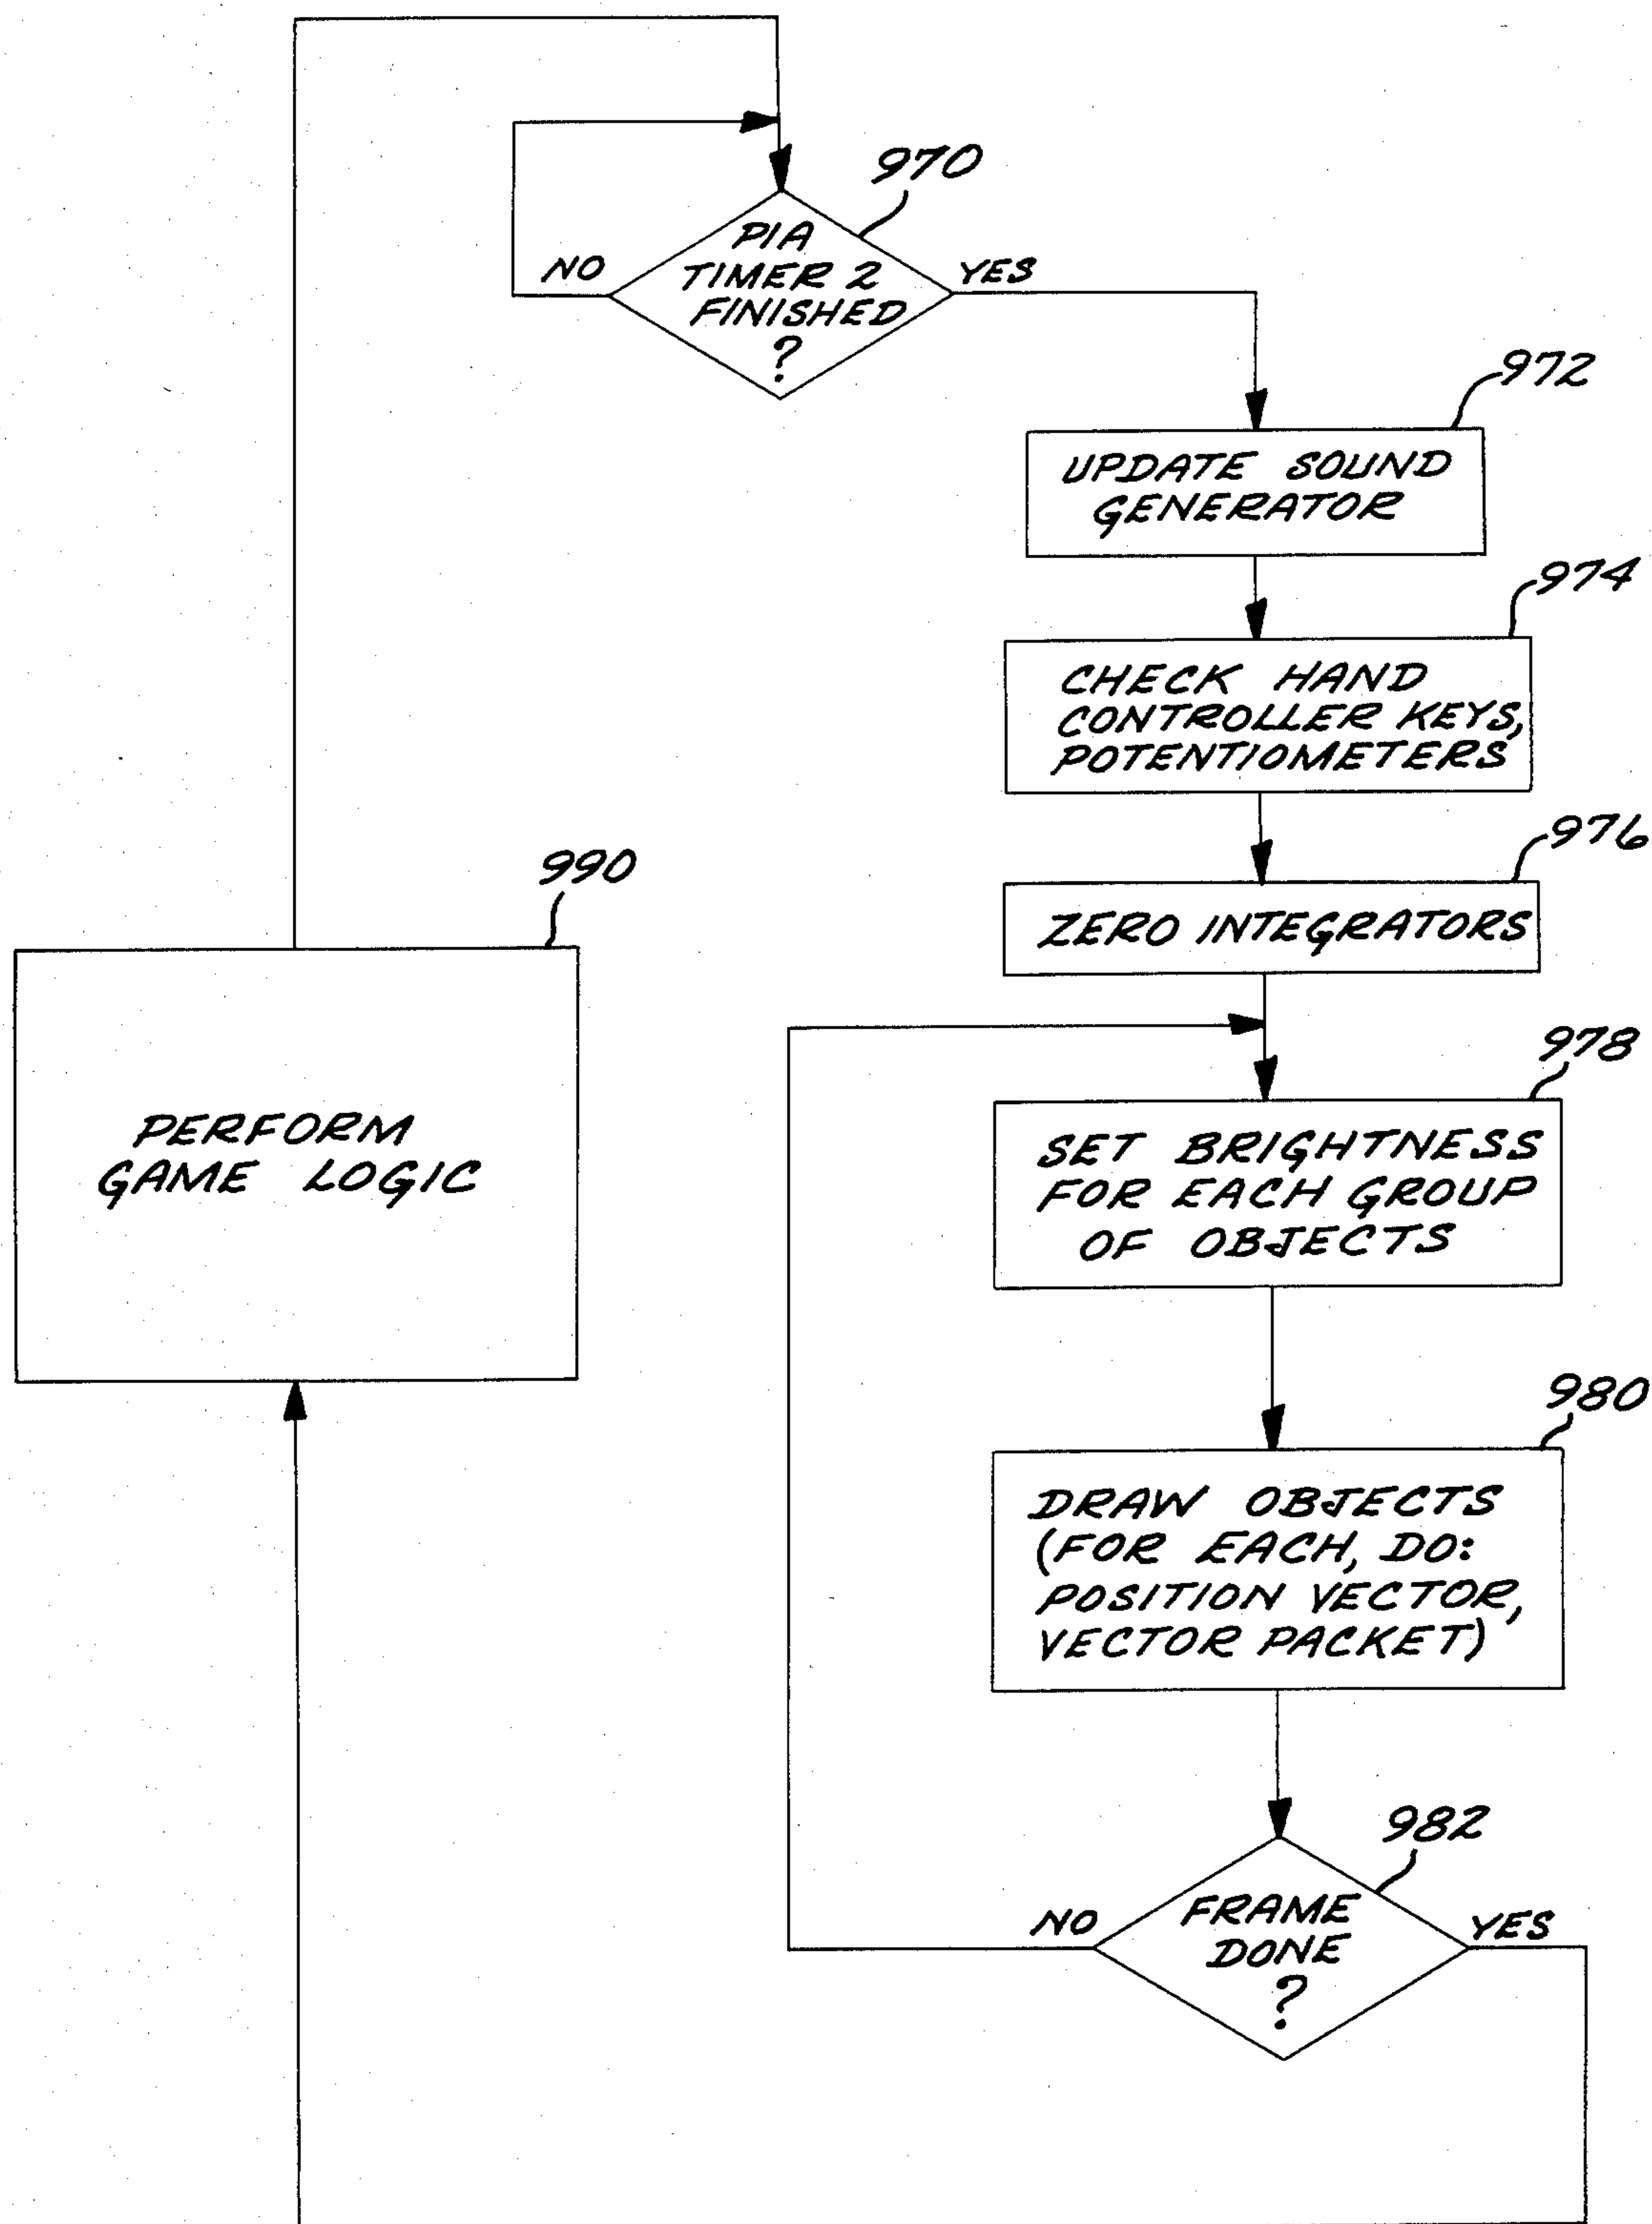 970
PIA
TIMER 2
FINISHED
?
NO
YES
972
UPDATE SOUND
GENERATOR
974
CHECK HAND
CONTROLLER KEYS,
POTENTIOMETERS
976
ZERO INTEGRATORS
990
PERFORM
GAME LOGIC
978
SET BRIGHTNESS
FOR EACH GROUP
OF OBJECTS
980
DRAW OBJECTS
(FOR EACH, DO:
POSITION VECTOR,
VECTOR PACKET)
982
FRAME
DONE
?
NO
YES